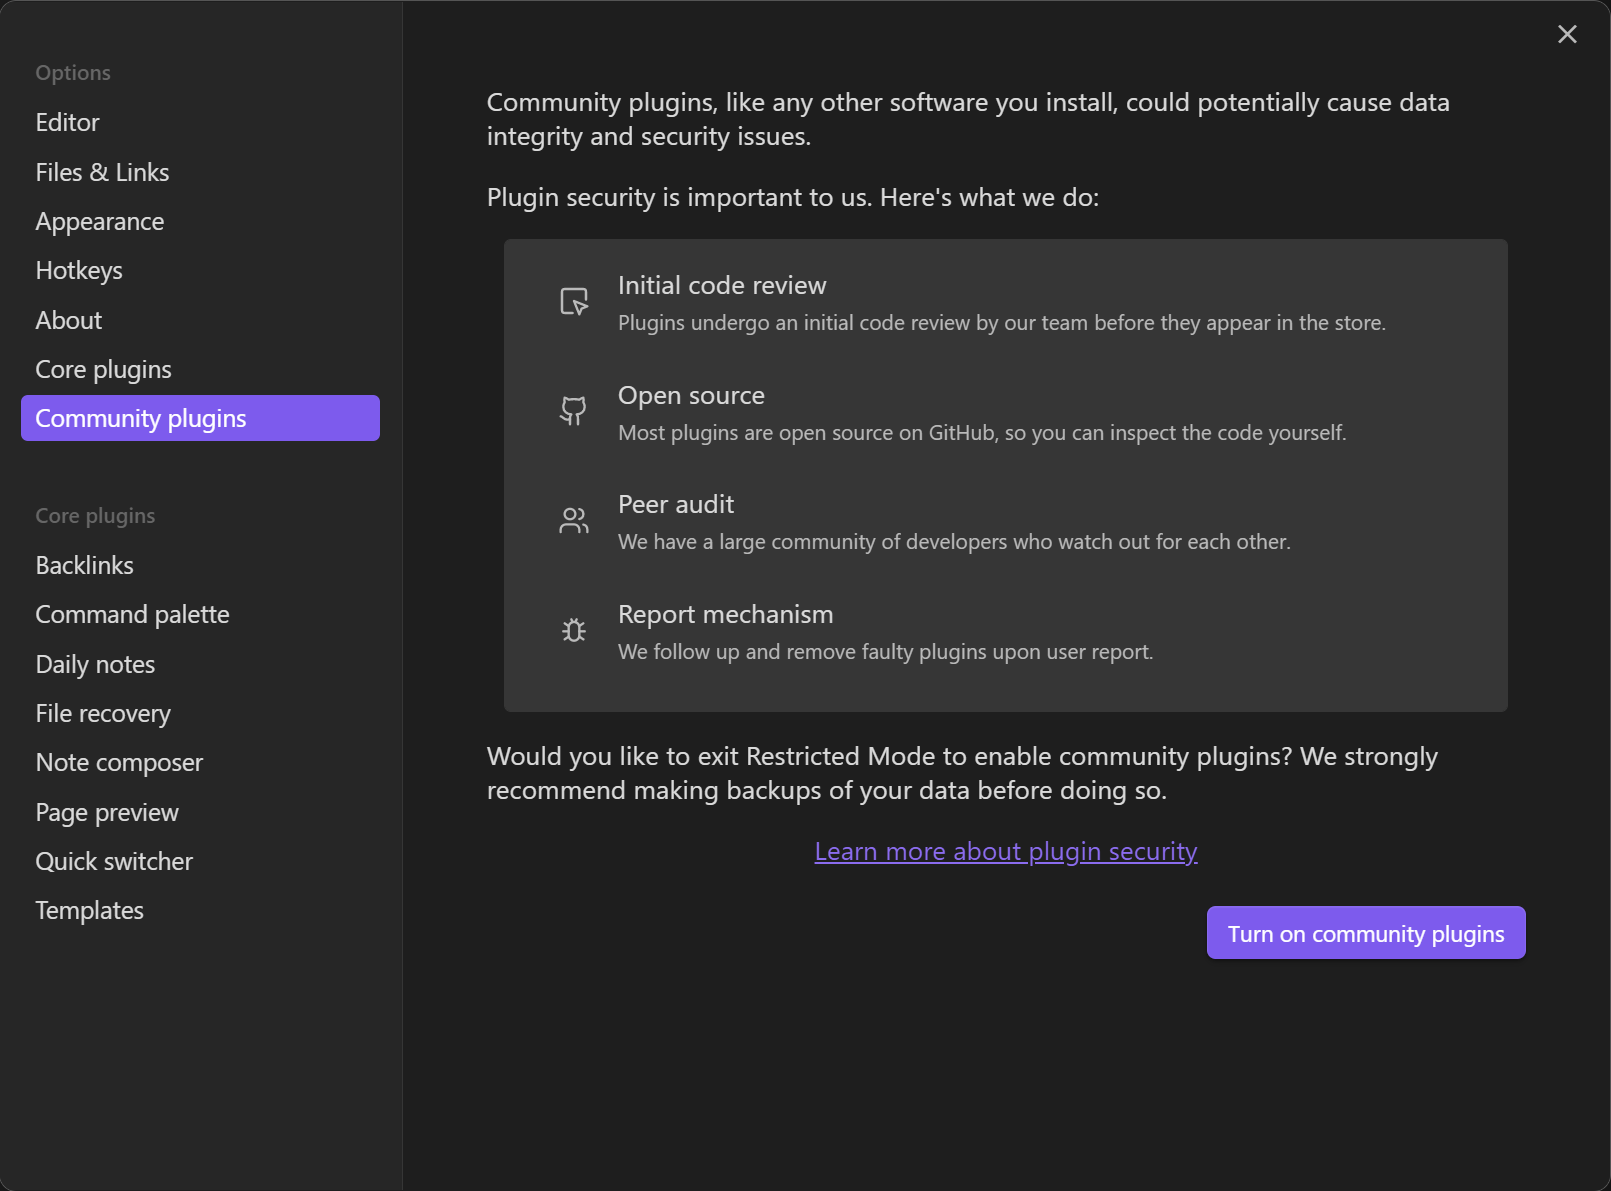 Options
Editor
Files & Links
Appearance
Hotkeys
About
Core plugins
Community plugins
Core plugins
Backlinks
Command palette
Daily notes
File recovery
Note composer
Page preview
Quick switcher
Templates
Community plugins, like any other software you install, could potentially cause data
integrity and security issues.
Plugin security is important to us. Here's what we do:
Initial code review
Plugins undergo an initial code review by our team before they appear in the store.
Open source
Most plugins are open source on GitHub, so you can inspect the code yourself.
Peer audit
We have a large community of developers who watch out for each other.
Report mechanism
We follow up and remove faulty plugins upon user report.
Would you like to exit Restricted Mode to enable community plugins? We strongly
recommend making backups of your data before doing so.
Learn more about plugin security
Turn on community plugins